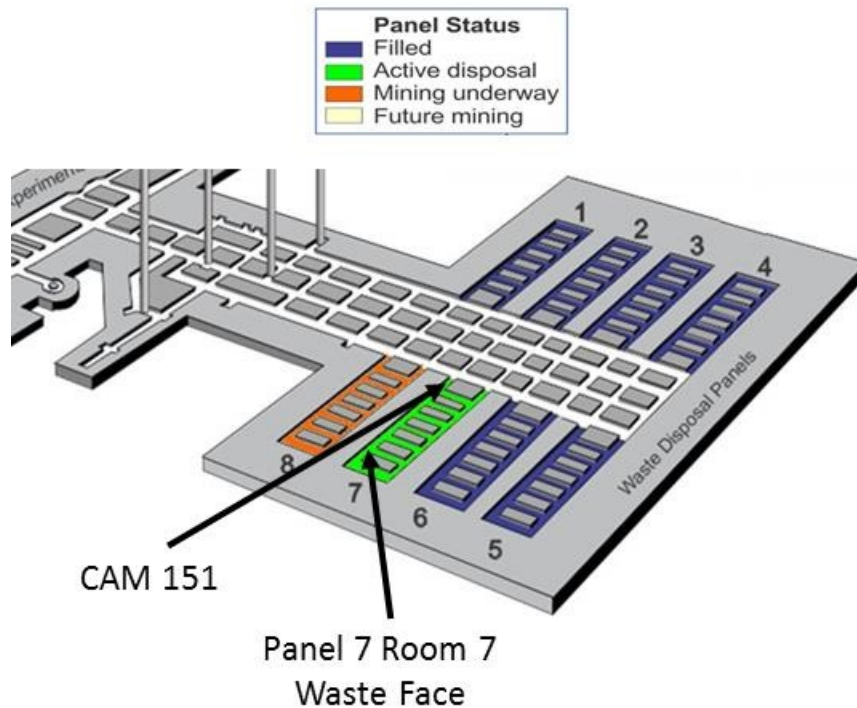 Panel Status
Filled
Active disposal
Mining underway
Future mining
1
2
3
4
Waste Disposal Panels
8
7
6
5
CAM 151
Panel 7 Room 7
Waste Face